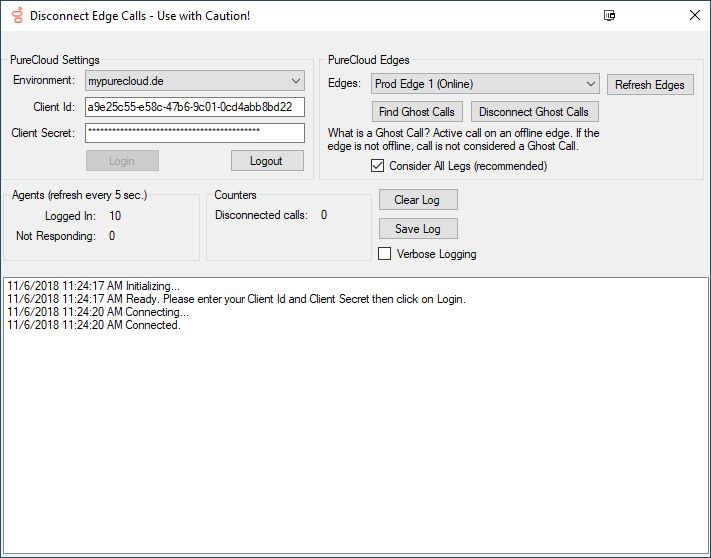 Disconnect Edge Calls - Use with Caution!
PureCloud Settings
Environment: mypurecloud.de
Client Id: a9e25c55-e58c-47b6-9c01-0cd4abb8bd22
Client Secret: *******************************************
Login Logout
PureCloud Edges
Edges: Prod Edge 1 (Online) Refresh Edges
Find Ghost Calls Disconnect Ghost Calls
What is a Ghost Call? Active call on an offline edge. If the
edge is not offline, call is not considered a Ghost Call.
Consider All Legs (recommended)
Agents (refresh every 5 sec.)
Logged In: 10
Not Responding: 0
Counters
Disconnected calls: 0
Clear Log
Save Log
Verbose Logging
11/6/2018 11:24:17 AM Initializing...
11/6/2018 11:24:17 AM Ready. Please enter your Client Id and Client Secret then click on Login.
11/6/2018 11:24:20 AM Connecting...
11/6/2018 11:24:20 AM Connected.